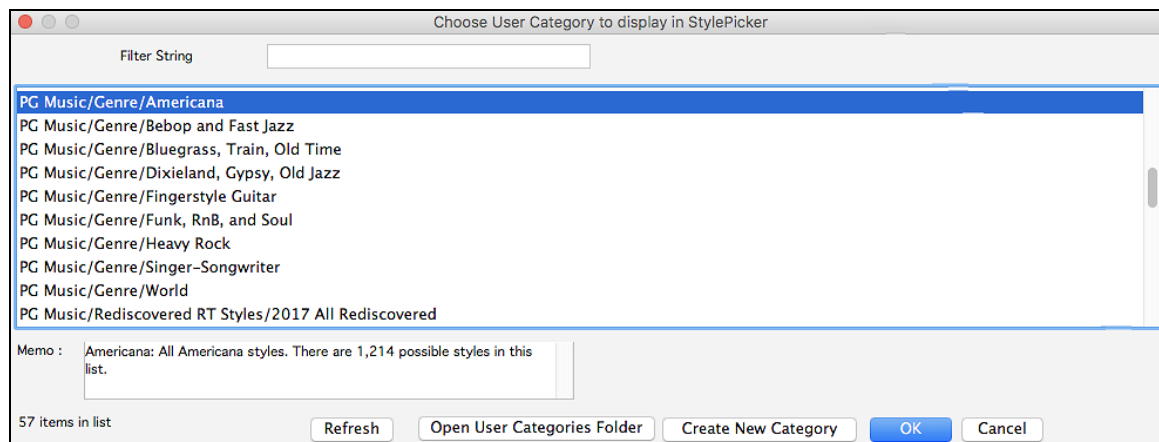 Choose User Category to display in StylePicker
Filter String
PG Music/Genre/Americana
PG Music/Genre/Bebop and Fast Jazz
PG Music/Genre/Bluegrass, Train, Old Time
PG Music/Genre/Dixieland, Gypsy, Old Jazz
PG Music/Genre/Fingerstyle Guitar
PG Music/Genre/Funk, RnB, and Soul
PG Music/Genre/Heavy Rock
PG Music/Genre/Singer-Songwriter
PG Music/Genre/World
PG Music/Rediscovered RT Styles/2017 All Rediscovered
Memo :
Americana: All Americana styles. There are 1,214 possible styles in this
list.
57 items in list
Refresh
Open User Categories Folder
Create New Category
OK
Cancel